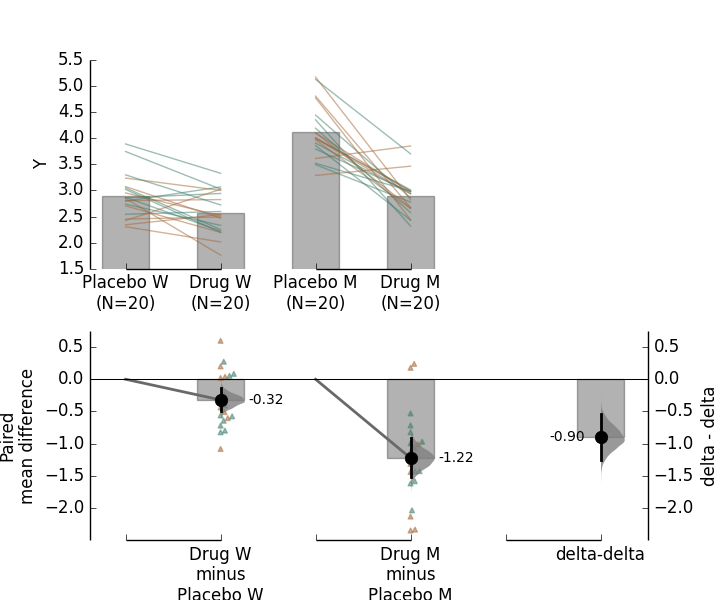 5.5
5.0
4.5
4.0
3.5
3.0
2.5
2.0
1.5
Y
Placebo W
(N=20)
Drug W
(N=20)
Placebo M
(N=20)
Drug M
(N=20)
0.5
0.0
−0.5
−1.0
−1.5
−2.0
Paired
mean difference
-0.32
-1.22
-0.90
0.5
0.0
−0.5
−1.0
−1.5
−2.0
delta - delta
Drug W
minus
Placebo W
Drug M
minus
Placebo M
delta-delta